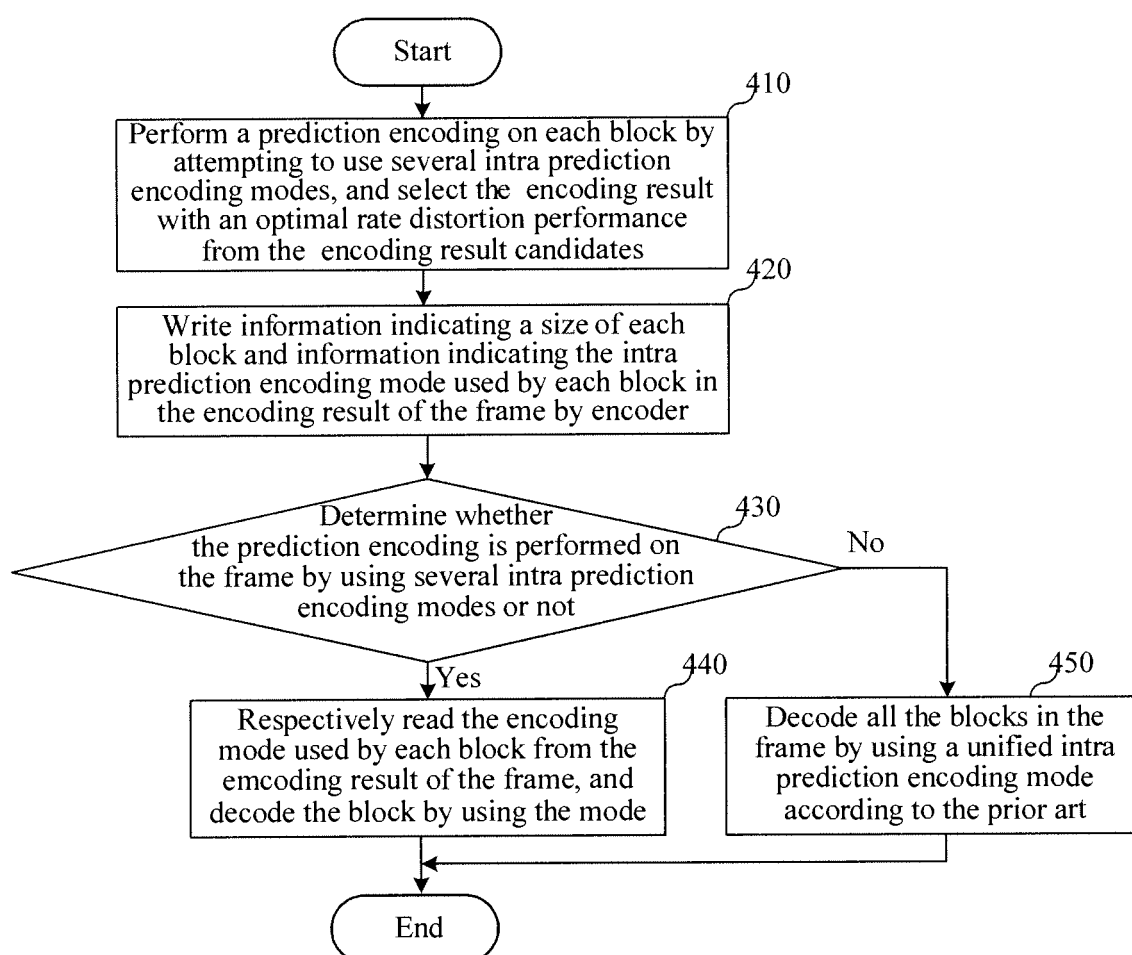 Start
410
Perform a prediction encoding on each block by
attempting to use several intra prediction
encoding modes, and select the encoding result
with an optimal rate distortion performance
from the encoding result candidates
420
Write information indicating a size of each
block and information indicating the intra
prediction encoding mode used by each block in
the encoding result of the frame by encoder
430
Determine whether
the prediction encoding is performed on
the frame by using several intra prediction
encoding modes or not
No
Yes
440
Respectively read the encoding
mode used by each block from the
emcoding result of the frame, and
decode the block by using the mode
450
Decode all the blocks in the
frame by using a unified intra
prediction encoding mode
according to the prior art
End